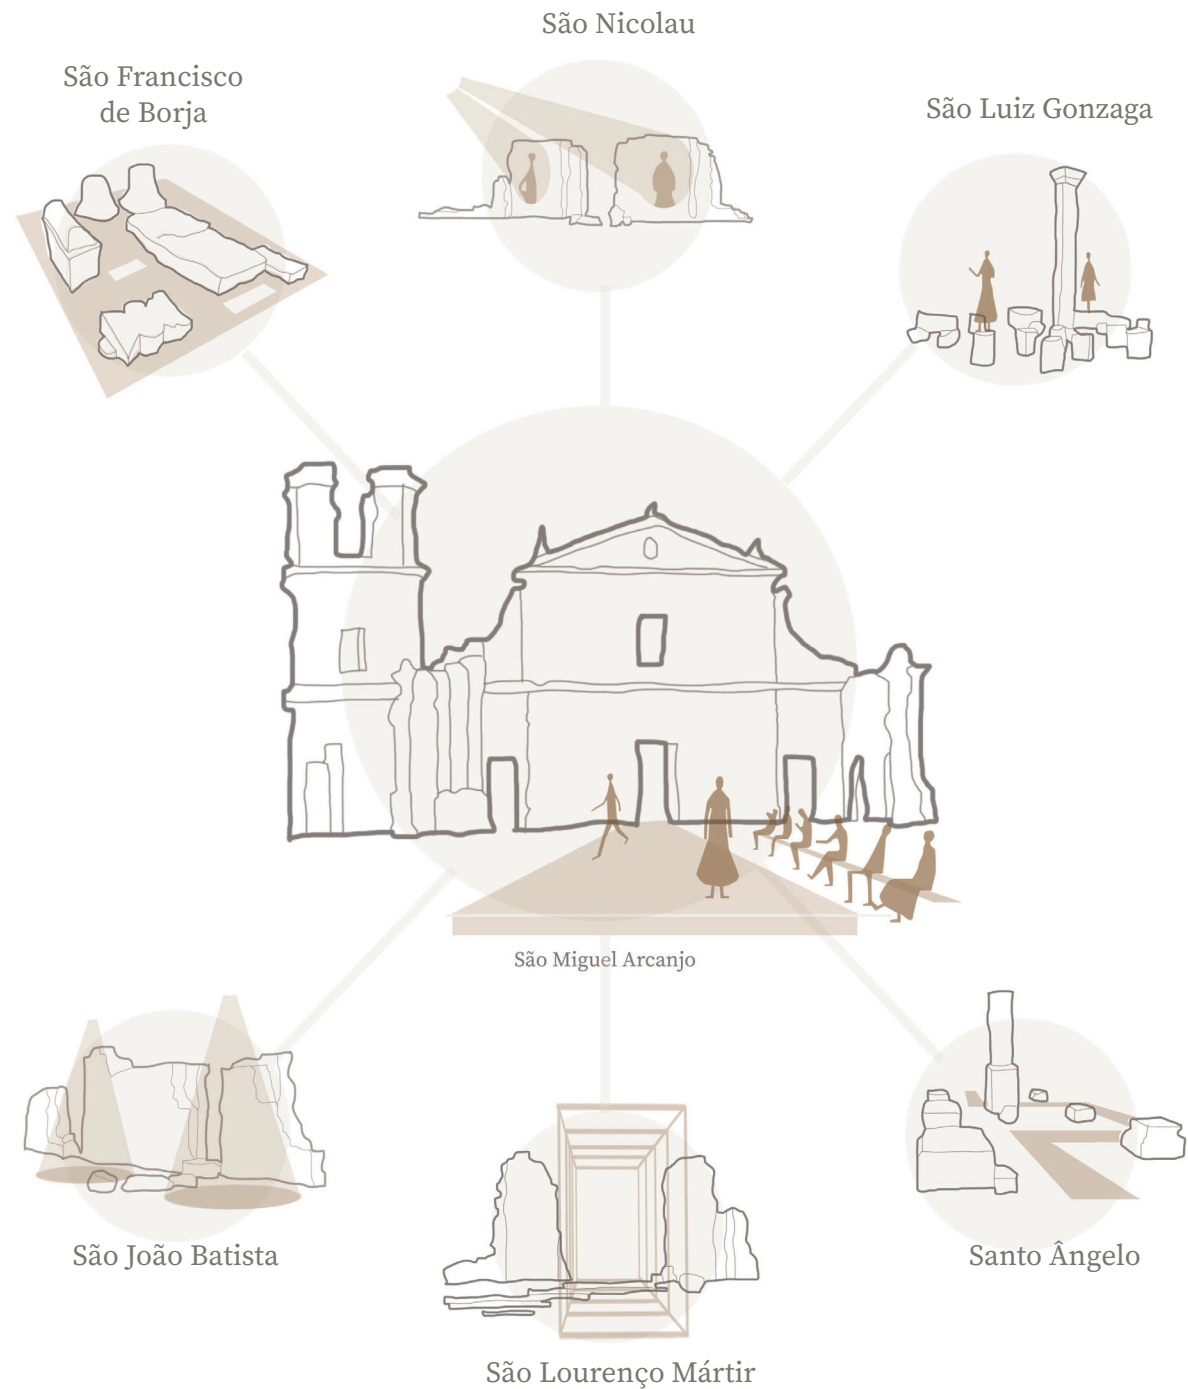 São Nicolau
São Francisco
de Borja
São Luiz Gonzaga
São Miguel Arcanjo
São João Batista
Santo Ângelo
São Lourenço Mártir